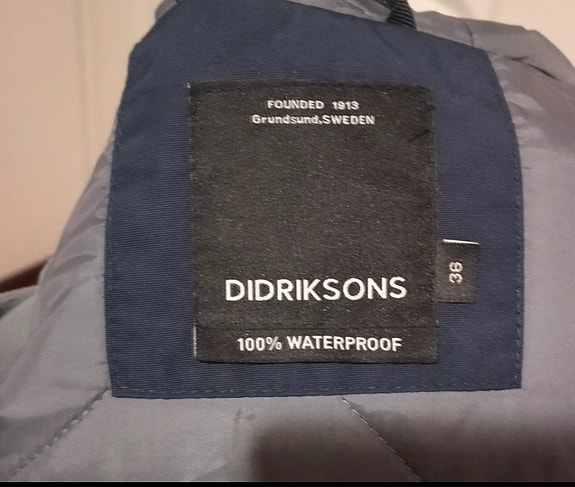 FOUNDED 1913
Grundsund.SWEDEN
DIDRIKSONS
36
100% WATERPROOF